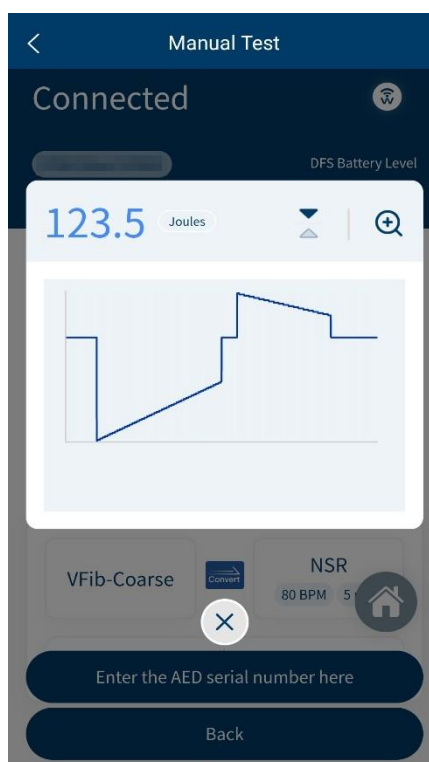 Manual Test
Connected
DFS Battery Level
123.5 Joules
VFib-Coarse
Convert
NSR
80 BPM 5
Enter the AED serial number here
Back